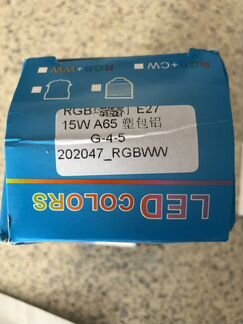 RGB+WW
RGB+CW
RGB E27
15W A65 塑包铝
G-4-5
202047_RGBWW
LED COLORS